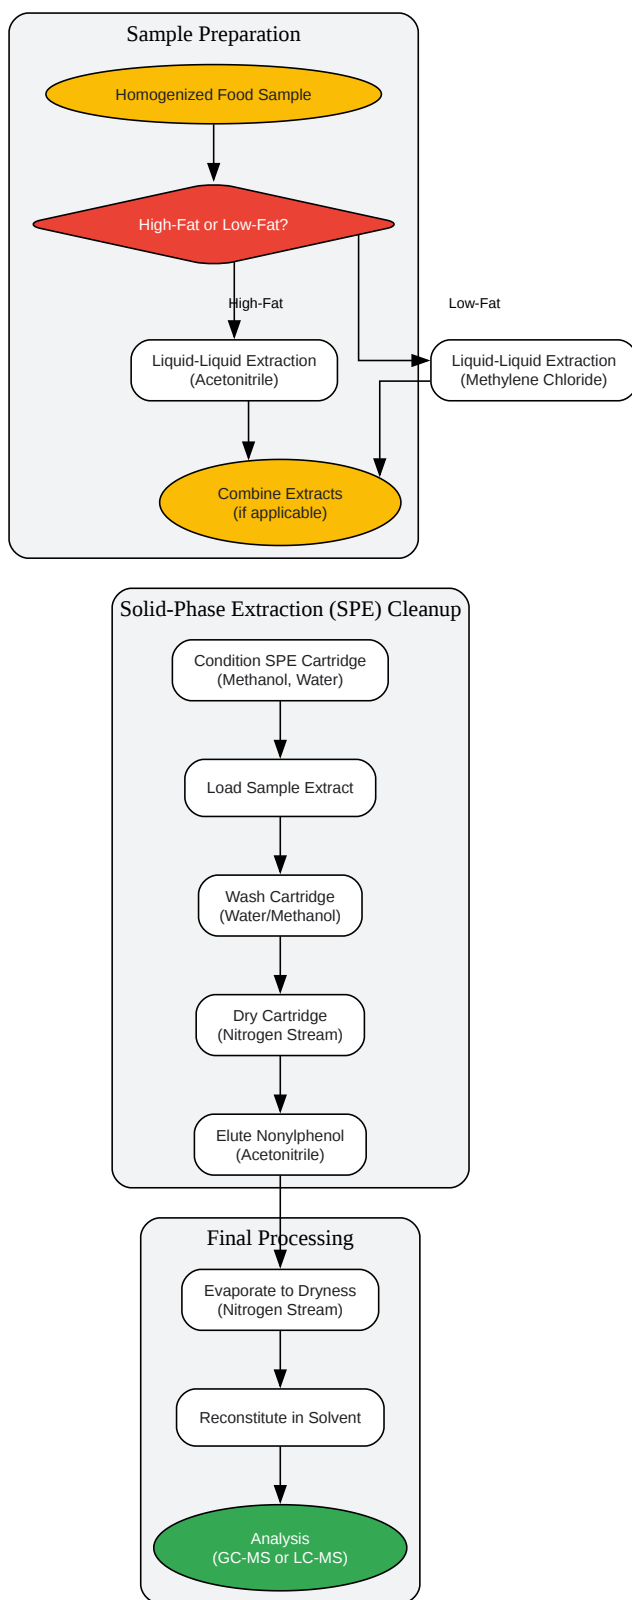 Sample Preparation
Homogenized Food Sample
High-Fat or Low-Fat?
High-Fat
Low-Fat
Liquid-Liquid Extraction
(Acetonitrile)
Liquid-Liquid Extraction
(Methylene Chloride)
Combine Extracts
(if applicable)
Solid-Phase Extraction (SPE) Cleanup
Condition SPE Cartridge
(Methanol, Water)
Load Sample Extract
Wash Cartridge
(Water/Methanol)
Dry Cartridge
(Nitrogen Stream)
Elute Nonylphenol
(Acetonitrile)
Final Processing
Evaporate to Dryness
(Nitrogen Stream)
Reconstitute in Solvent
Analysis
(GC-MS or LC-MS)